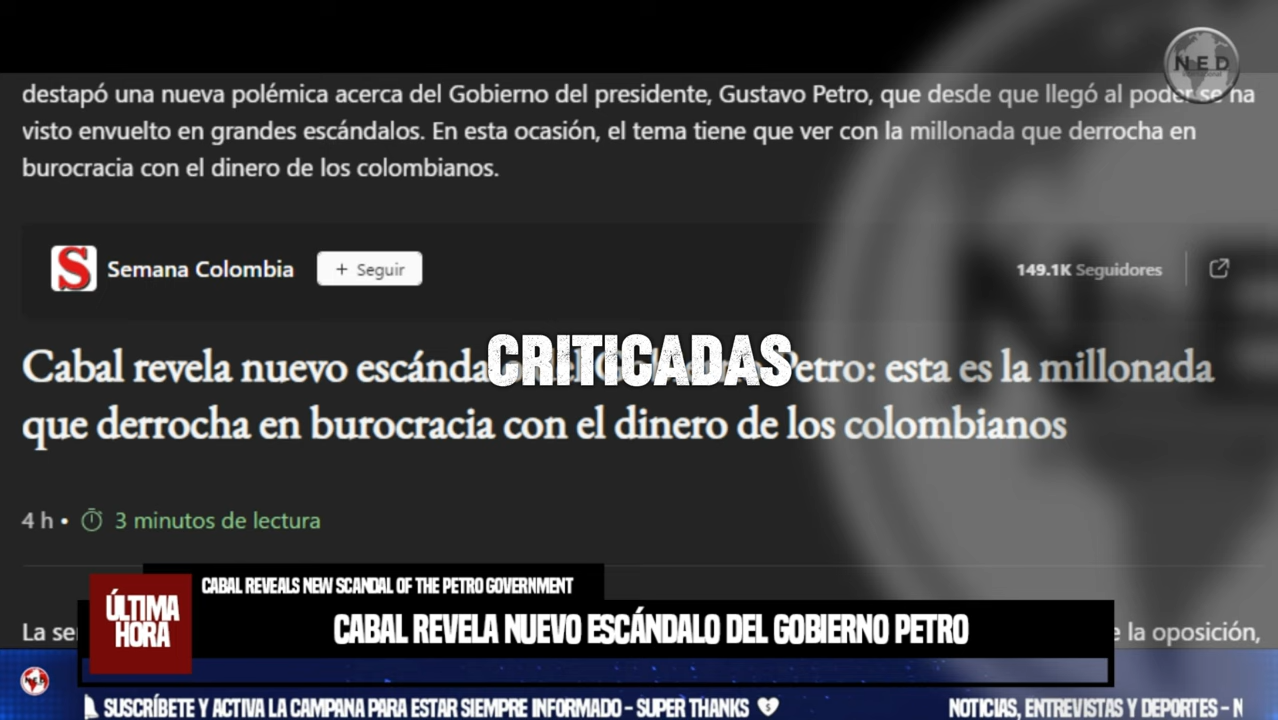 NED
destapó una nueva polémica acerca del Gobierno del presidente, Gustavo Petro, que desde que llegó al poder se ha
visto envuelto en grandes escándalos. En esta ocasión, el tema tiene que ver con la millonada que derrocha en
burocracia con el dinero de los colombianos.
S
Semana Colombia
+ Seguir
149.1K Seguidores
CRITICADAS
Cabal revela nuevo Petro: esta es la millonada
que derrocha en burocracia con el dinero de los colombianos
4 h • 3 minutos de lectura
CABAL REVEALS NEW SCANDAL OF THE PETRO GOVERNMENT
ÚLTIMA
HORA
CABAL REVELA NUEVO ESCÁNDALO DEL GOBIERNO PETRO
La la oposición,
SUSCRÍBETE Y ACTIVA LA CAMPANA PARA ESTAR SIEMPRE INFORMADO - SUPER THANKS
NOTICIAS, ENTREVISTAS Y DEPORTES - N